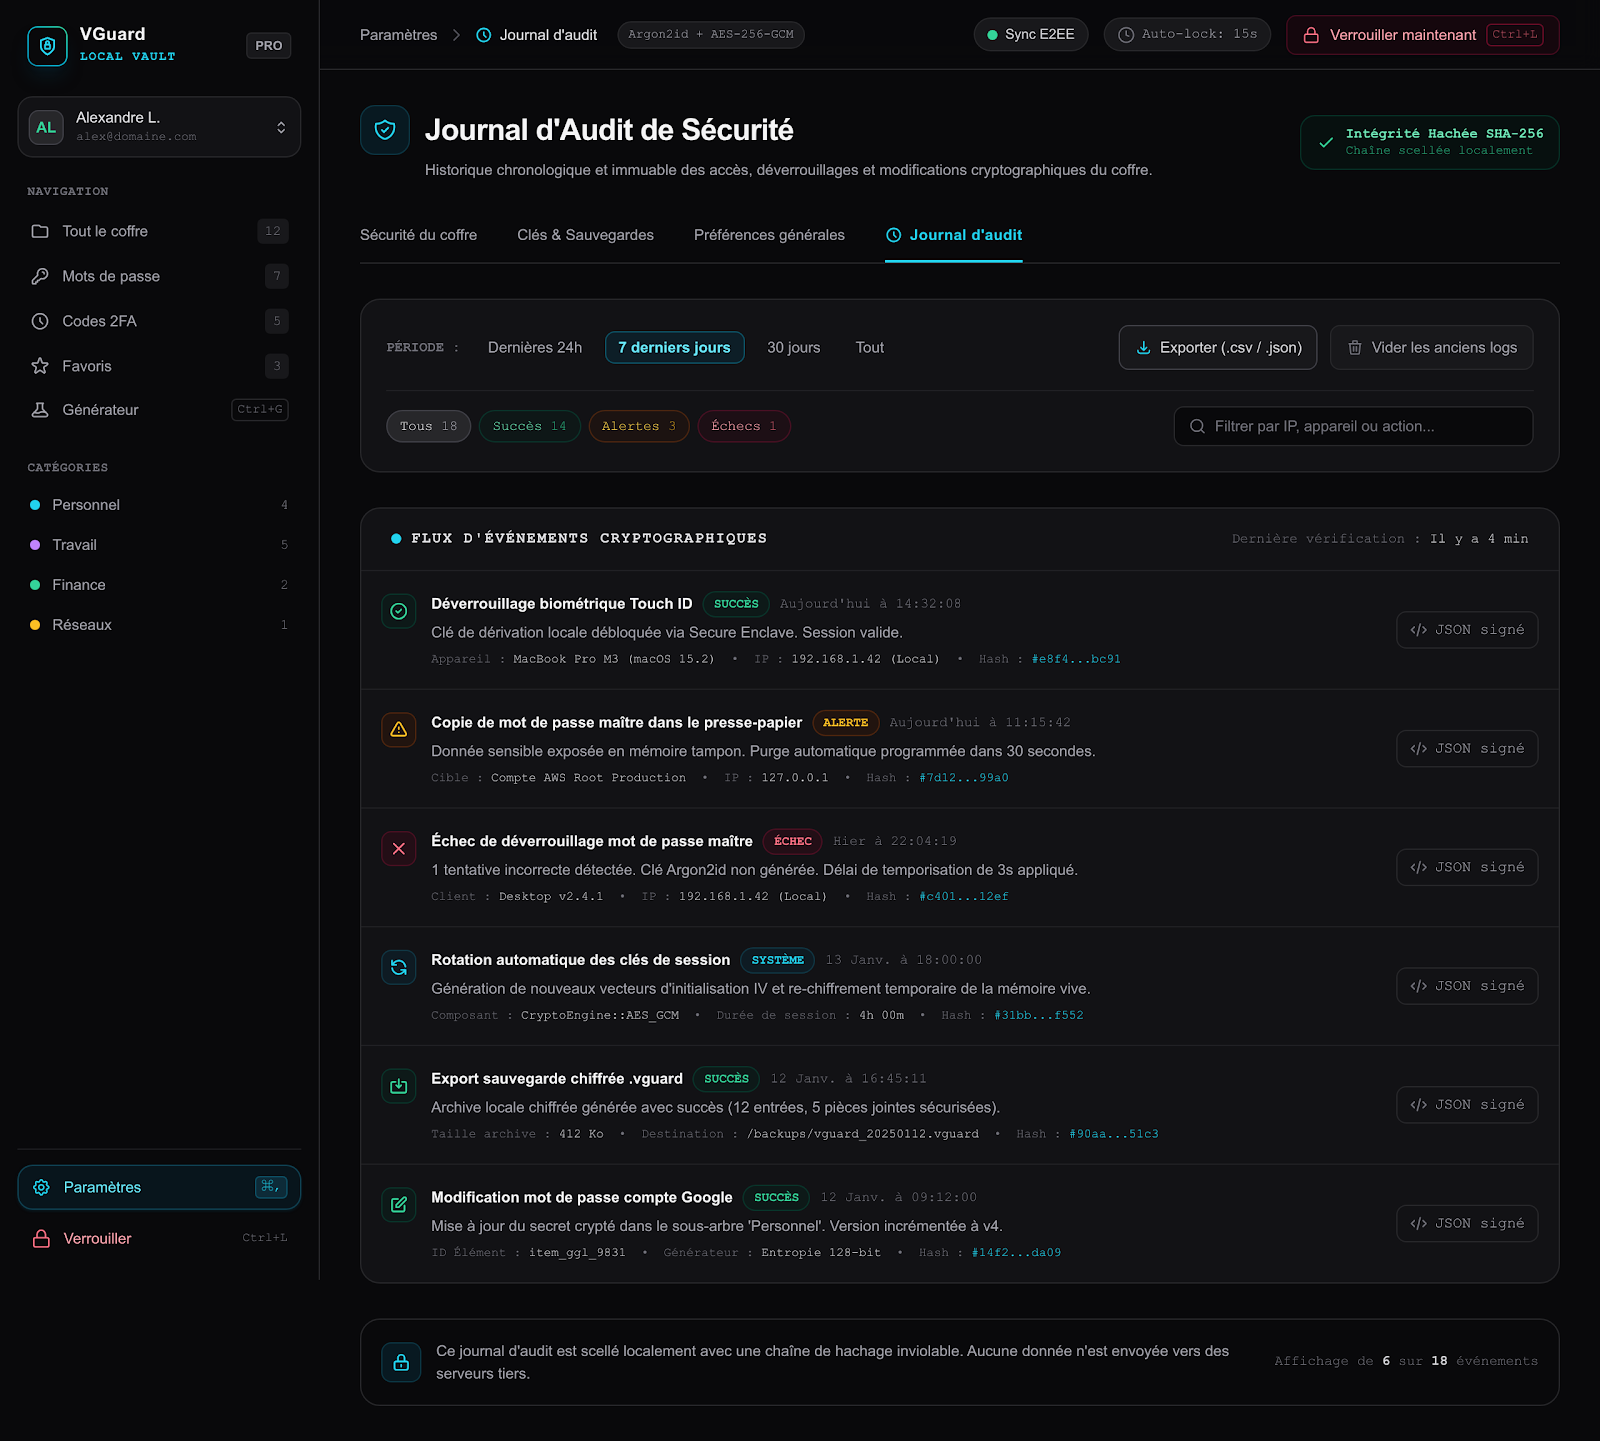 VGuard
LOCAL VAULT
PRO
AL
Alexandre L.
alex@domaine.com
NAVIGATION
Tout le coffre 12
Mots de passe 7
Codes 2FA 5
Favoris 3
Générateur Ctrl+G
CATÉGORIES
Personnel 4
Travail 5
Finance 2
Réseaux 1
Paramètres ⌘,
Verrouiller Ctrl+L
Paramètres Journal d'audit Argon2id + AES-256-GCM Sync E2EE Auto-lock: 15s Verrouiller maintenant Ctrl+L
Journal d'Audit de Sécurité
Historique chronologique et immuable des accès, déverrouillages et modifications cryptographiques du coffre.
Intégrité Hachée SHA-256
Chaîne scellée localement
Sécurité du coffre Clés & Sauvegardes Préférences générales Journal d'audit
PÉRIODE : Dernières 24h 7 derniers jours 30 jours Tout Exporter (.csv / .json) Vider les anciens logs
Tous 18 Succès 14 Alertes 3 Échecs 1 Filtrer par IP, appareil ou action...
FLUX D'ÉVÉNEMENTS CRYPTOGRAPHIQUES Dernière vérification : Il y a 4 min
Déverrouillage biométrique Touch ID SUCCÈS Aujourd'hui à 14:32:08
Clé de dérivation locale débloquée via Secure Enclave. Session valide.
Appareil : MacBook Pro M3 (macOS 15.2) • IP : 192.168.1.42 (Local) • Hash : #e8f4...bc91
</> JSON signé
Copie de mot de passe maître dans le presse-papier ALERTE Aujourd'hui à 11:15:42
Donnée sensible exposée en mémoire tampon. Purge automatique programmée dans 30 secondes.
Cible : Compte AWS Root Production • IP : 127.0.0.1 • Hash : #7d12...99a0
</> JSON signé
Échec de déverrouillage mot de passe maître ÉCHEC Hier à 22:04:19
1 tentative incorrecte détectée. Clé Argon2id non générée. Délai de temporisation de 3s appliqué.
Client : Desktop v2.4.1 • IP : 192.168.1.42 (Local) • Hash : #c401...12ef
</> JSON signé
Rotation automatique des clés de session SYSTÈME 13 Janv. à 18:00:00
Génération de nouveaux vecteurs d'initialisation IV et re-chiffrement temporaire de la mémoire vive.
Composant : CryptoEngine::AES_GCM • Durée de session : 4h 00m • Hash : #31bb...f552
</> JSON signé
Export sauvegarde chiffrée .vguard SUCCÈS 12 Janv. à 16:45:11
Archive locale chiffrée générée avec succès (12 entrées, 5 pièces jointes sécurisées).
Taille archive : 412 Ko • Destination : /backups/vguard_20250112.vguard • Hash : #90aa...51c3
</> JSON signé
Modification mot de passe compte Google SUCCÈS 12 Janv. à 09:12:00
Mise à jour du secret crypté dans le sous-arbre 'Personnel'. Version incrémentée à v4.
ID Élément : item_ggl_9831 • Générateur : Entropie 128-bit • Hash : #14f2...da09
</> JSON signé
Ce journal d'audit est scellé localement avec une chaîne de hachage inviolable. Aucune donnée n'est envoyée vers des
serveurs tiers.
Affichage de 6 sur 18 événements